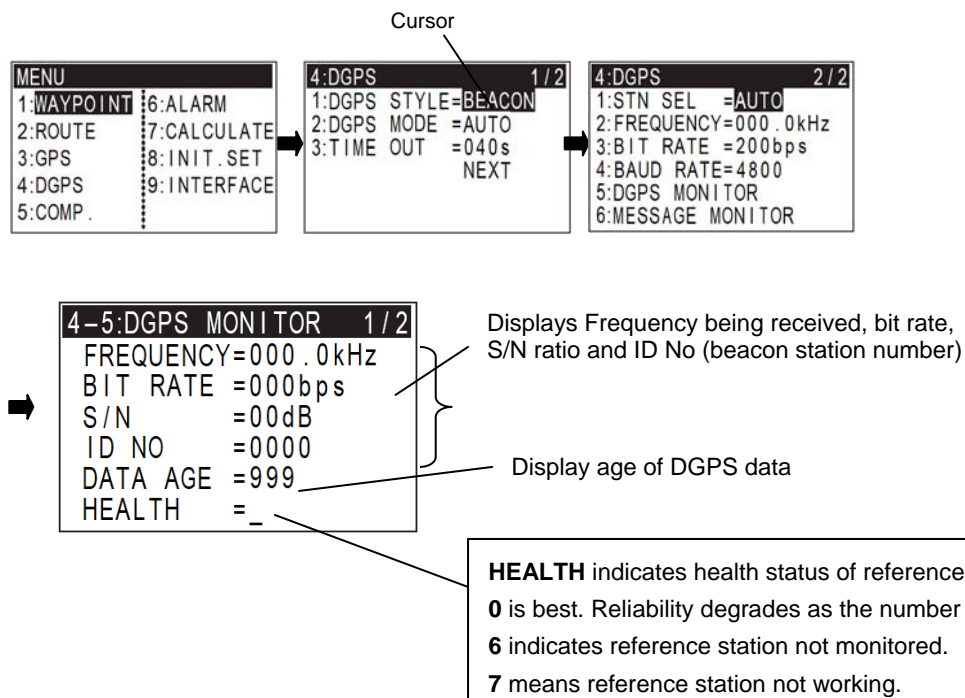 Cursor
MENU
1:WAYPOINT 6:ALARM
2:ROUTE 7:CALCULATE
3:GPS 8:INIT.SET
4:DGPS 9:INTERFACE
5:COMP.
4:DGPS 1/2
1:DGPS STYLE=BEACON
2:DGPS MODE =AUTO
3:TIME OUT =040s
NEXT
4:DGPS 2/2
1:STN SEL =AUTO
2:FREQUENCY=000.0kHz
3:BIT RATE =200bps
4:BAUD RATE=4800
5:DGPS MONITOR
6:MESSAGE MONITOR
4–5:DGPS MONITOR 1/2
FREQUENCY=000.0kHz
BIT RATE =000bps
S/N =00dB
ID NO =0000
DATA AGE =999
HEALTH =_
Displays Frequency being received, bit rate,
S/N ratio and ID No (beacon station number)
Display age of DGPS data
HEALTH indicates health status of reference
0 is best. Reliability degrades as the number
6 indicates reference station not monitored.
7 means reference station not working.